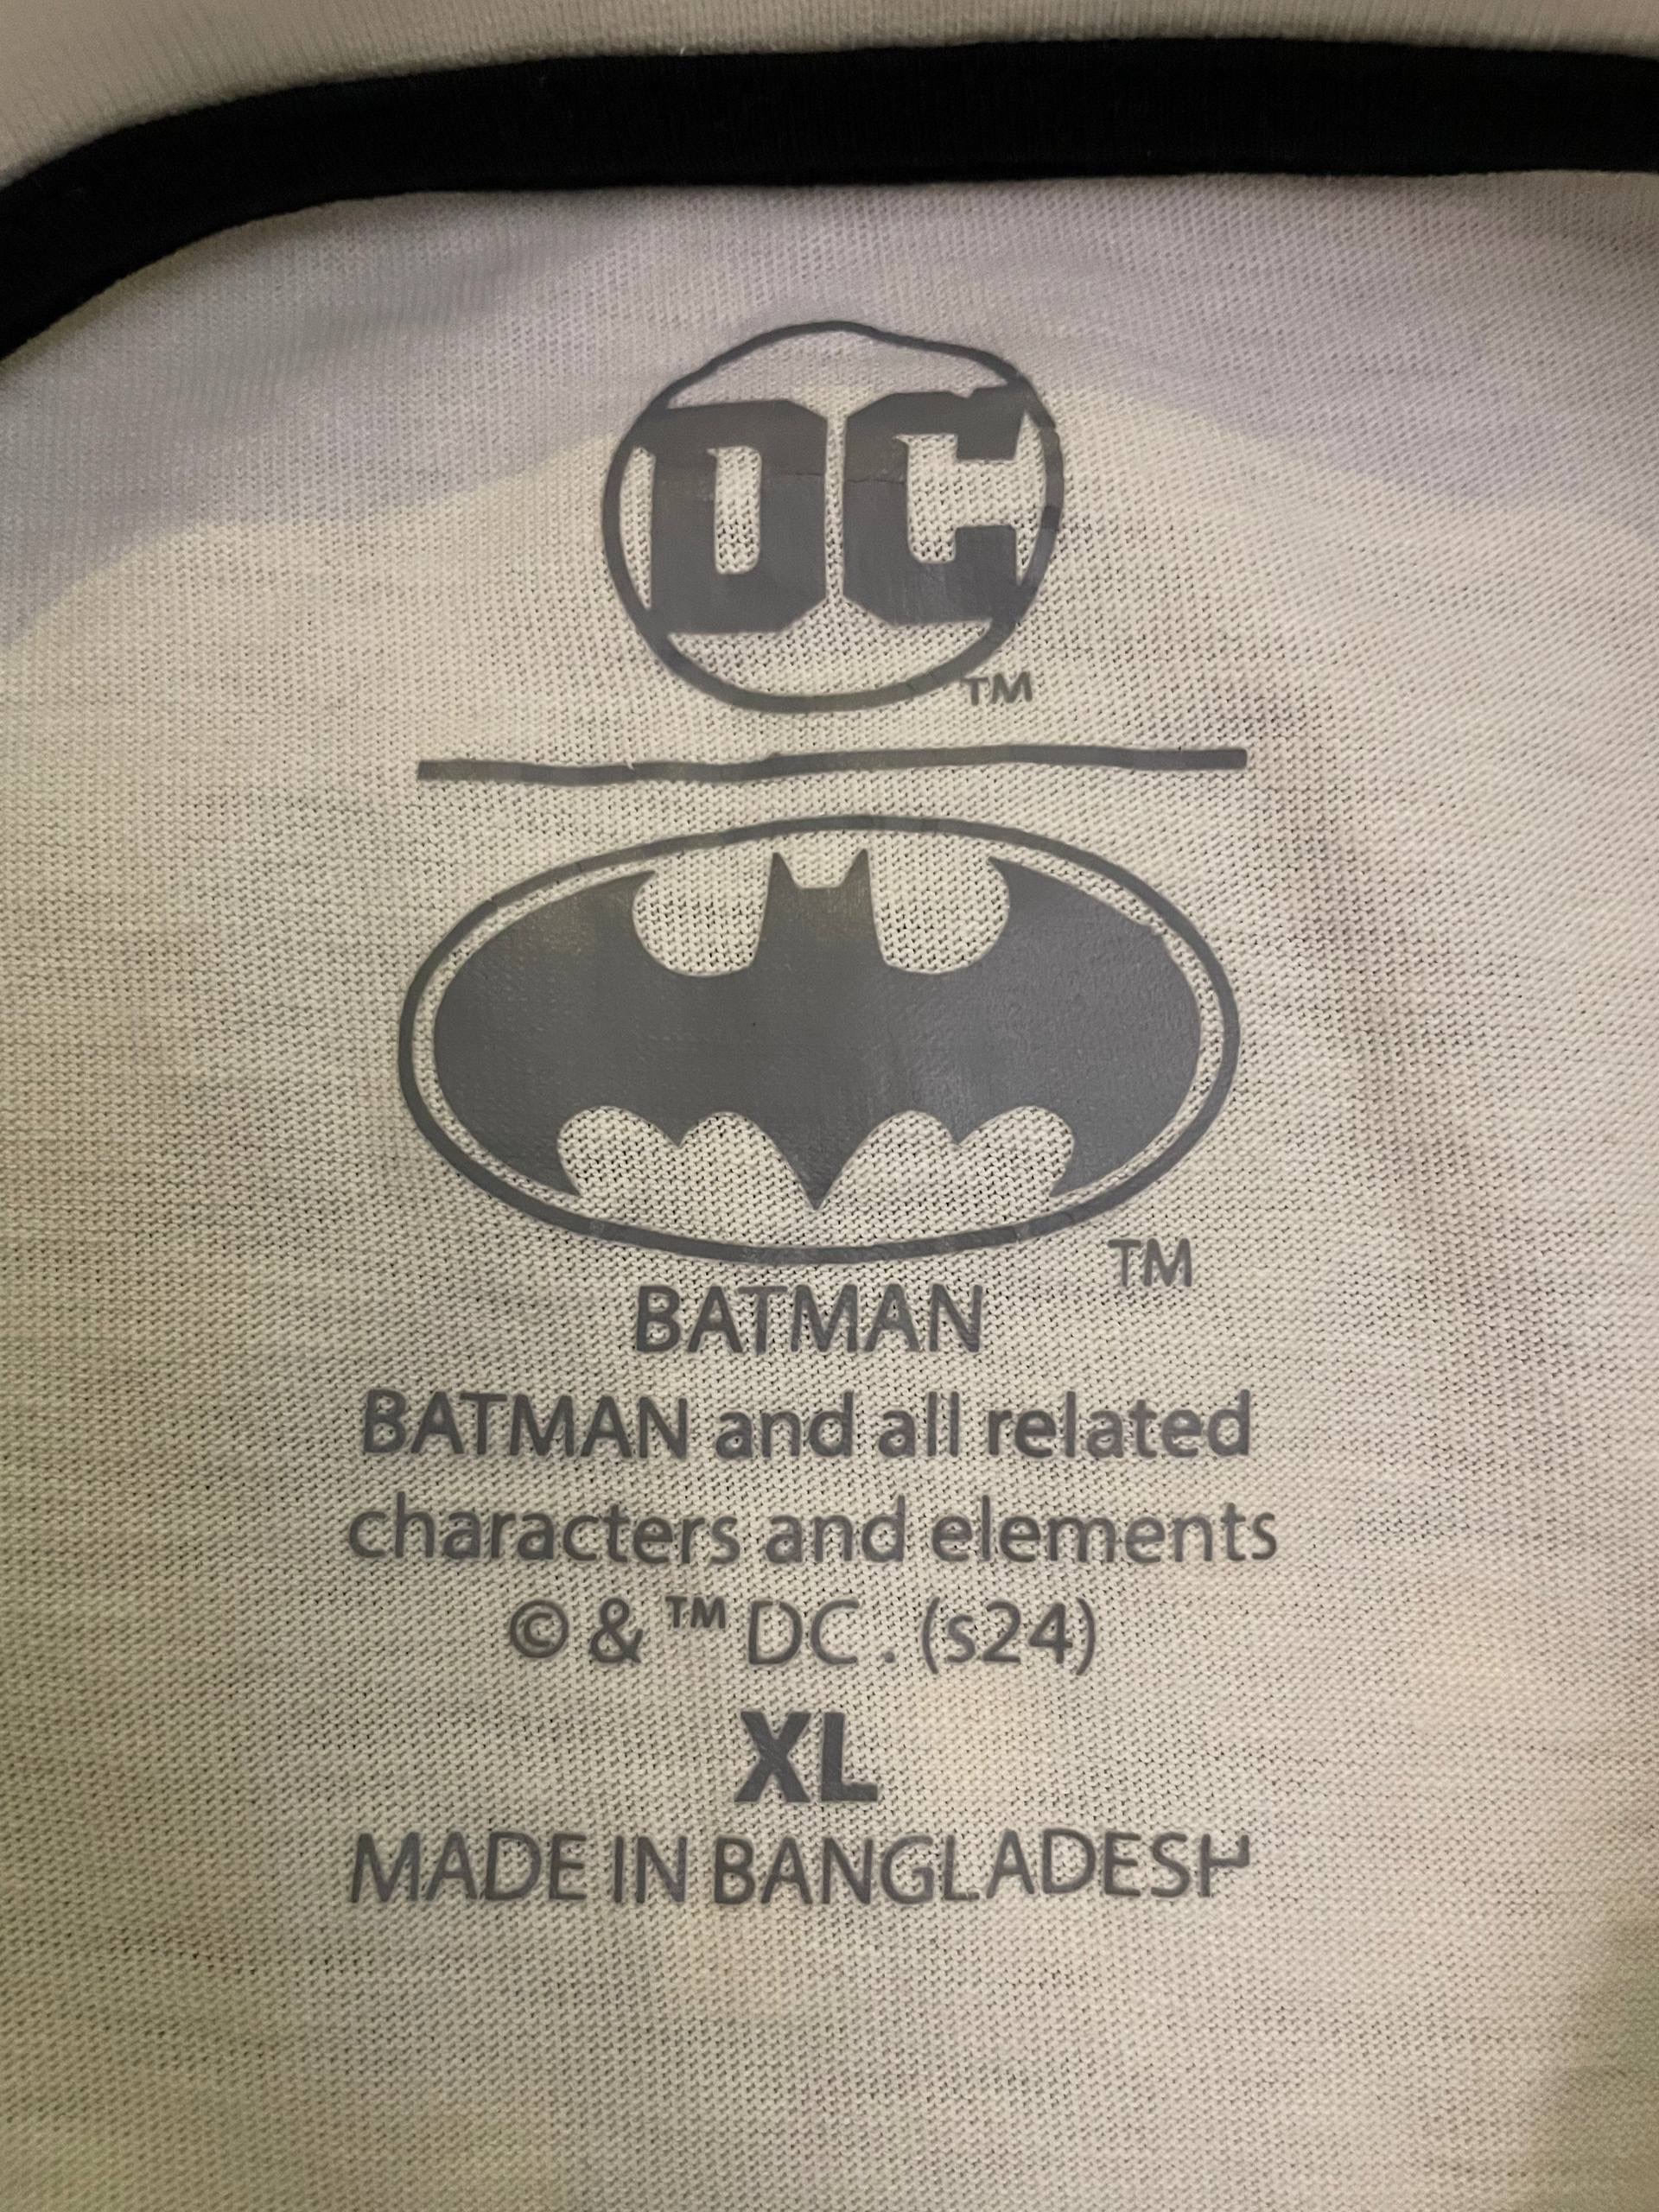 DC
TM
TM
BATMAN
BATMAN and all related
characters and elements
© & ™ DC . (s24)
XL
MADE IN BANGLADESH